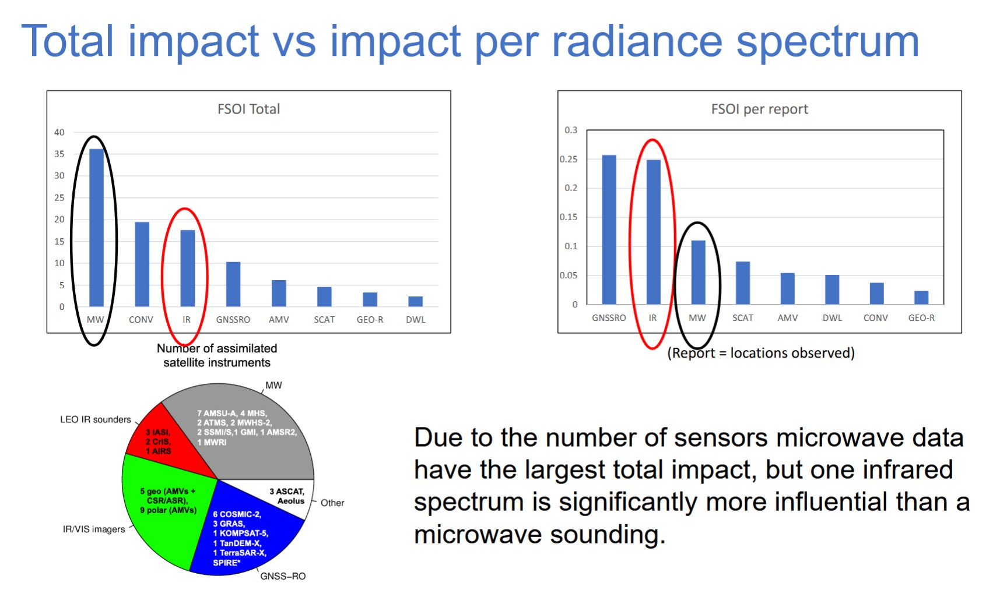 Total impact vs impact per radiance spectrum
FSOI Total
40
35
30
25
20
15
10
5
0
MW CONV IR GNSSRO AMV SCAT GEO-R DWL
FSOI per report
0.3
0.25
0.2
0.15
0.1
0.05
0
GNSSRO IR MW SCAT AMV DWL CONV GEO-R
(Report = locations observed)
Number of assimilated
satellite instruments
MW
7 AMSU-A, 4 MHS,
2 ATMS, 2 MWHS-2,
2 SSMI/S,1 GMI, 1 AMSR2,
1 MWRI
LEO IR sounders
3 IASI,
2 CrIS,
1 AIRS
5 geo (AMVs +
CSR/ASR),
9 polar (AMVs)
IR/VIS imagers
3 ASCAT,
Aeolus
Other
6 COSMIC-2,
3 GRAS,
1 KOMPSAT-5,
1 TanDEM-X,
1 TerraSAR-X,
SPIRE*
GNSS−RO
Due to the number of sensors microwave data
have the largest total impact, but one infrared
spectrum is significantly more influential than a
microwave sounding.